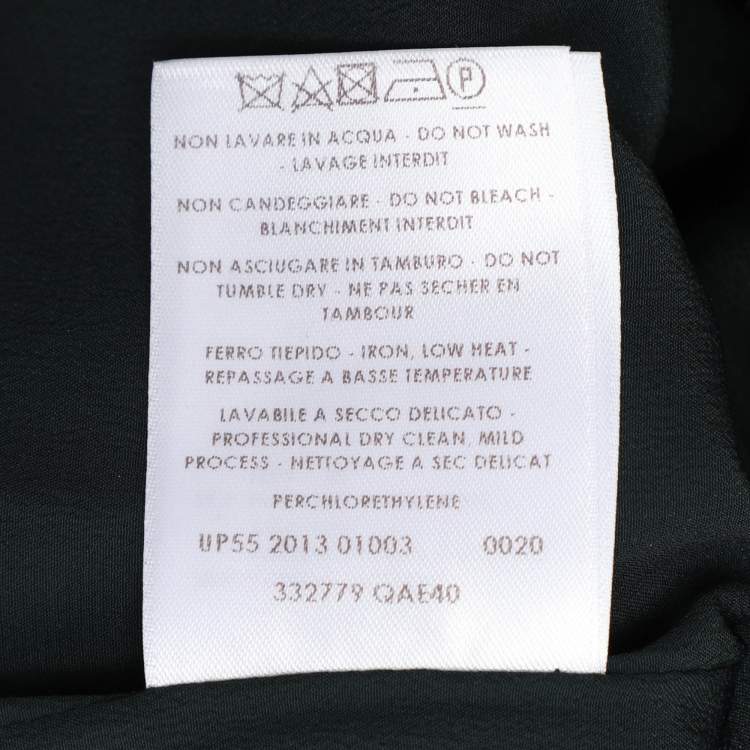 P
NON LAVARE IN ACQUA - DO NOT WASH
- LAVAGE INTERDIT
NON CANDEGGIARE - DO NOT BLEACH -
BLANCHIMENT INTERDIT
NON ASCIUGARE IN TAMBURO - DO NOT
TUMBLE DRY - NE PAS SECHER EN
TAMBOUR
FERRO TIEPIDO - IRON, LOW HEAT -
REPASSAGE A BASSE TEMPERATURE
LAVABILE A SECCO DELICATO -
PROFESSIONAL DRY CLEAN, MILD
PROCESS - NETTOYAGE A SEC DELICAT
PERCHLORETHYLENE
UP55 2013 01003 0020
332779 QAE40